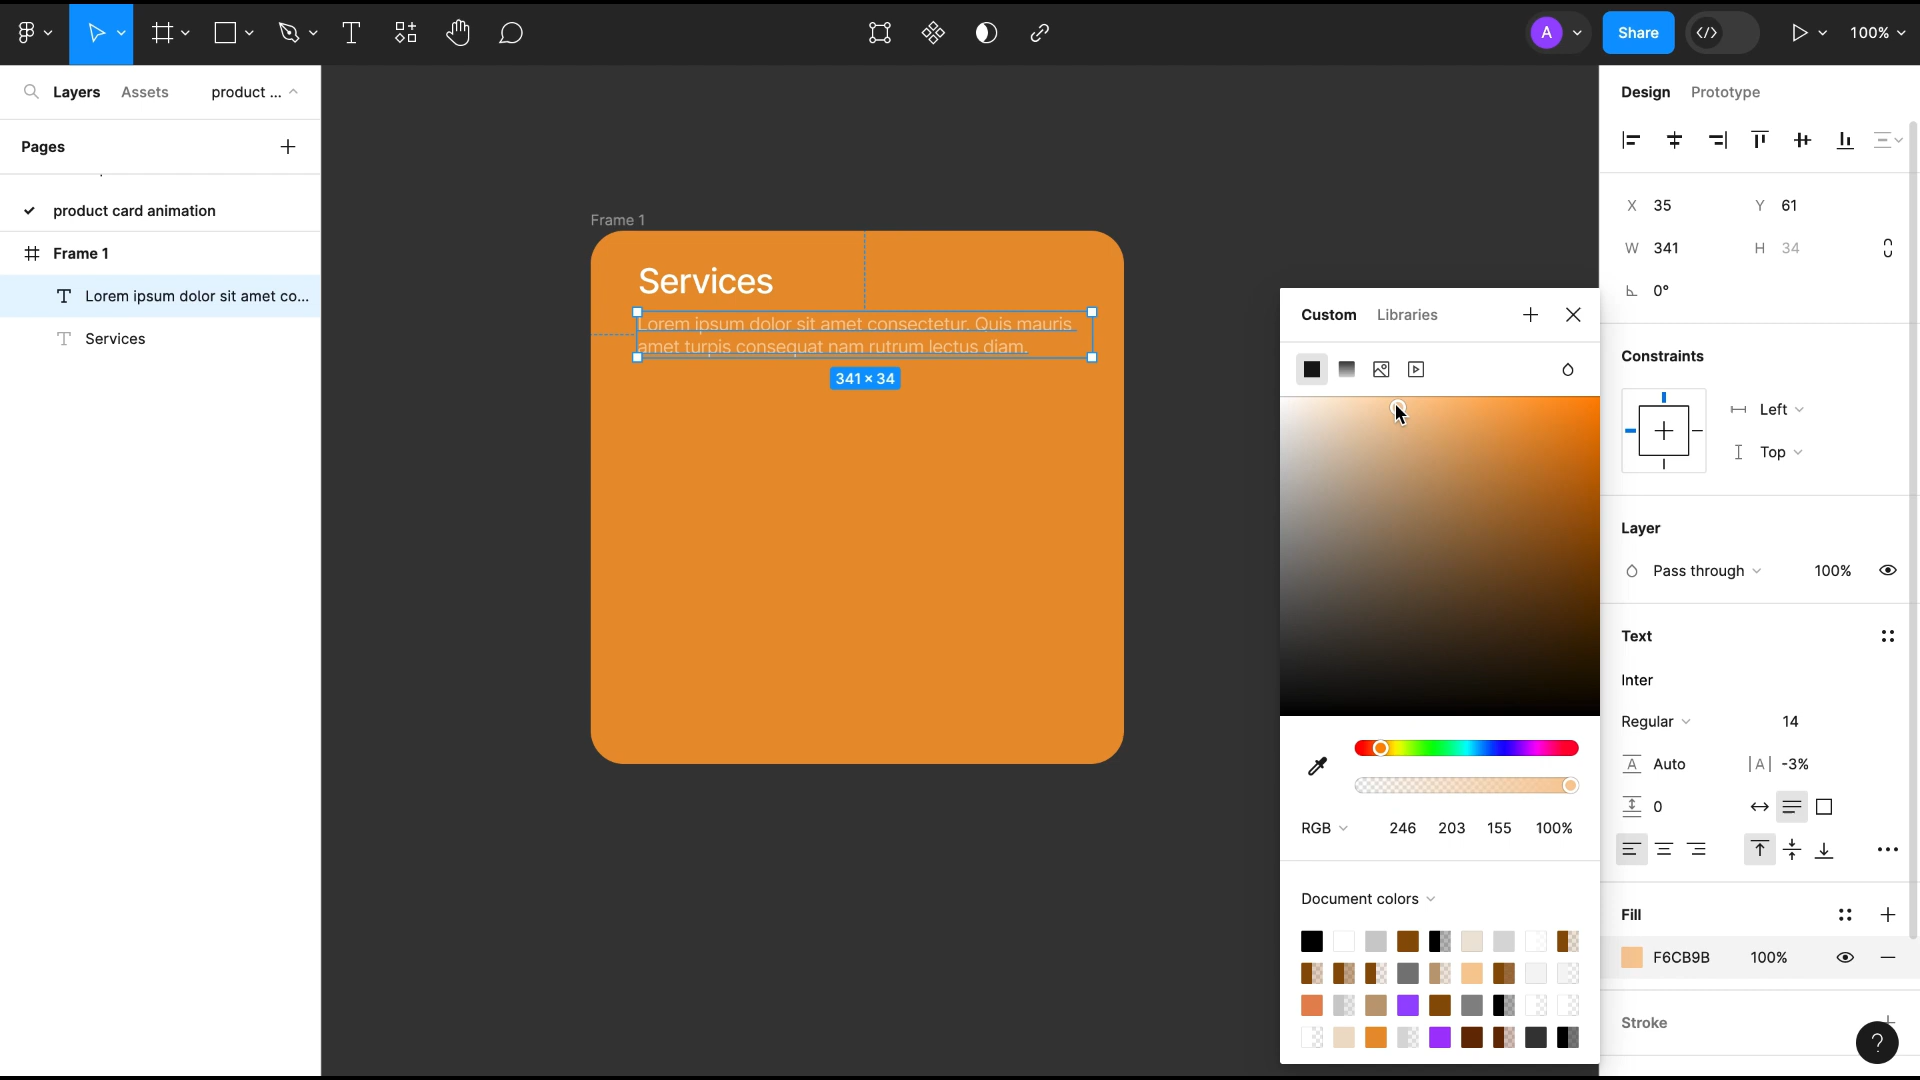 A
Share
100%
Layers
Assets
product ...
Pages
product card animation
Frame 1
Lorem ipsum dolor sit amet co...
Services
Frame 1
Services
Lorem ipsum dolor sit amet consectetur. Quis mauris
amet turpis consequat nam rutrum lectus diam.
341 × 34
Custom
Libraries
RGB
246
203
155
100%
Document colors
Design
Prototype
X 35
Y 61
W 341
H 34
0°
Constraints
Left
Top
Layer
Pass through
100%
Text
Inter
Regular
14
A Auto
|A| -3%
0
Fill
F6CB9B
100%
Stroke
?